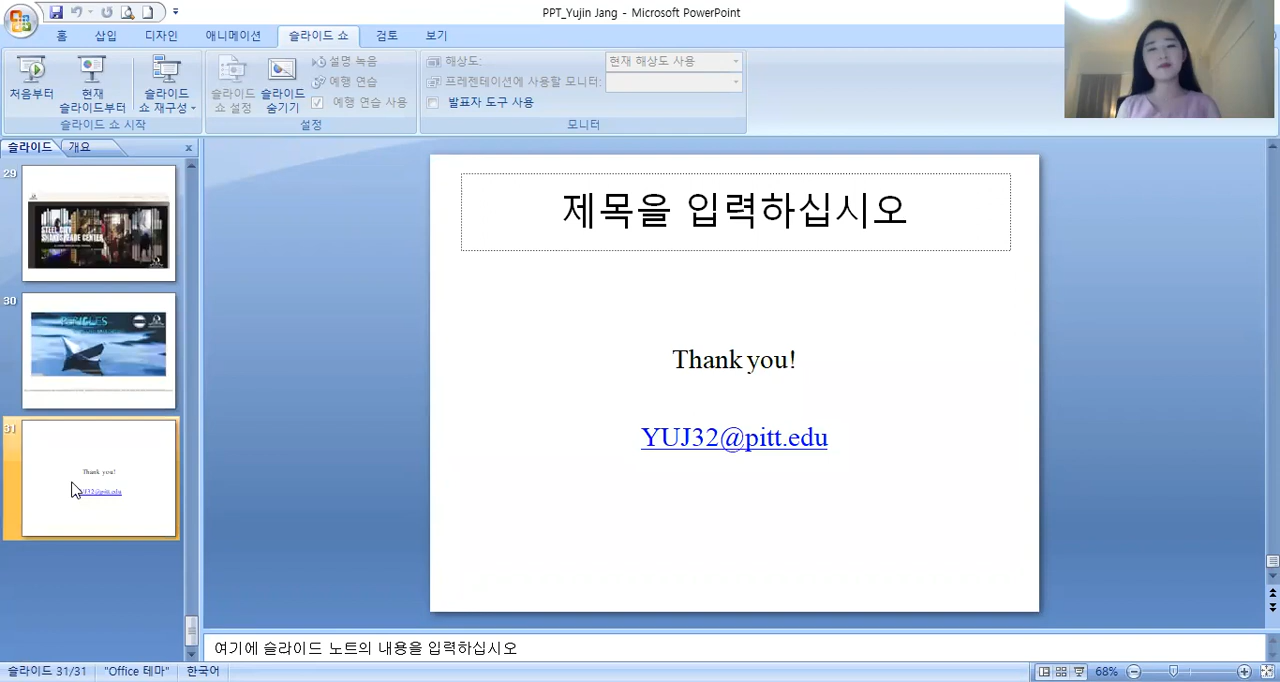 PPT_Yujin Jang - Microsoft PowerPoint
홈 삽입 디자인 애니메이션 슬라이드 쇼 검토 보기
처음부터
현재 슬라이드부터
슬라이드 쇼 재구성
슬라이드 쇼 시작
슬라이드 쇼 설정
슬라이드 숨기기
설명 녹음
예행 연습
예행 연습 사용
설정
해상도: 현재 해상도 사용
프레젠테이션에 사용할 모니터:
발표자 도구 사용
모니터
슬라이드 개요 x
29
STEEL CITY
SHAKESPEARE CENTER
30
PERICLES
31
Thank you!
YUJ32@pitt.edu
제목을 입력하십시오
Thank you!
YUJ32@pitt.edu
여기에 슬라이드 노트의 내용을 입력하십시오
슬라이드 31/31 "Office 테마" 한국어 68%